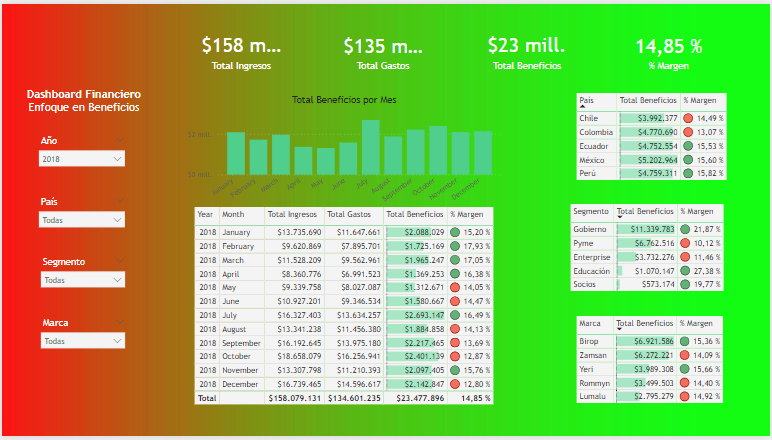 $158 m... $135 m... $23 mill. 14,85 %
Total Ingresos Total Gastos Total Beneficios % Margen
Dashboard Financiero
Enfoque en Beneficios
Año
2018
País
Todas
Segmento
Todas
Marca
Todas
Total Beneficios por Mes
$2 mill.
$0 mill.
January February March April May June July August September October November December
Year Month Total Ingresos Total Gastos Total Beneficios % Margen
2018 January $13.735.690 $11.647.661 $2.088.029 15,20 %
2018 February $9.620.869 $7.895.701 $1.725.169 17,93 %
2018 March $11.528.209 $9.562.961 $1.965.247 17,05 %
2018 April $8.360.776 $6.991.523 $1.369.253 16,38 %
2018 May $9.339.758 $8.027.087 $1.312.671 14,05 %
2018 June $10.927.201 $9.346.534 $1.580.667 14,47 %
2018 July $16.327.403 $13.634.257 $2.693.147 16,49 %
2018 August $13.341.238 $11.456.380 $1.884.858 14,13 %
2018 September $16.192.645 $13.975.180 $2.217.465 13,69 %
2018 October $18.658.079 $16.256.941 $2.401.139 12,87 %
2018 November $13.307.798 $11.210.393 $2.097.405 15,76 %
2018 December $16.739.465 $14.596.617 $2.142.847 12,80 %
Total $158.079.131 $134.601.235 $23.477.896 14,85 %
País Total Beneficios % Margen
Chile $3.992.377 14,49 %
Colombia $4.770.690 13,07 %
Ecuador $4.752.554 15,53 %
México $5.202.964 15,60 %
Perú $4.759.311 15,82 %
Segmento Total Beneficios % Margen
Gobierno $11.339.783 21,87 %
Pyme $6.762.516 10,12 %
Enterprise $3.732.276 11,46 %
Educación $1.070.147 27,38 %
Socios $573.174 19,77 %
Marca Total Beneficios % Margen
Birop $6.921.586 15,36 %
Zamsan $6.272.221 14,09 %
Yeri $3.989.308 15,66 %
Rommyn $3.499.503 14,40 %
Lumalu $2.795.279 14,92 %